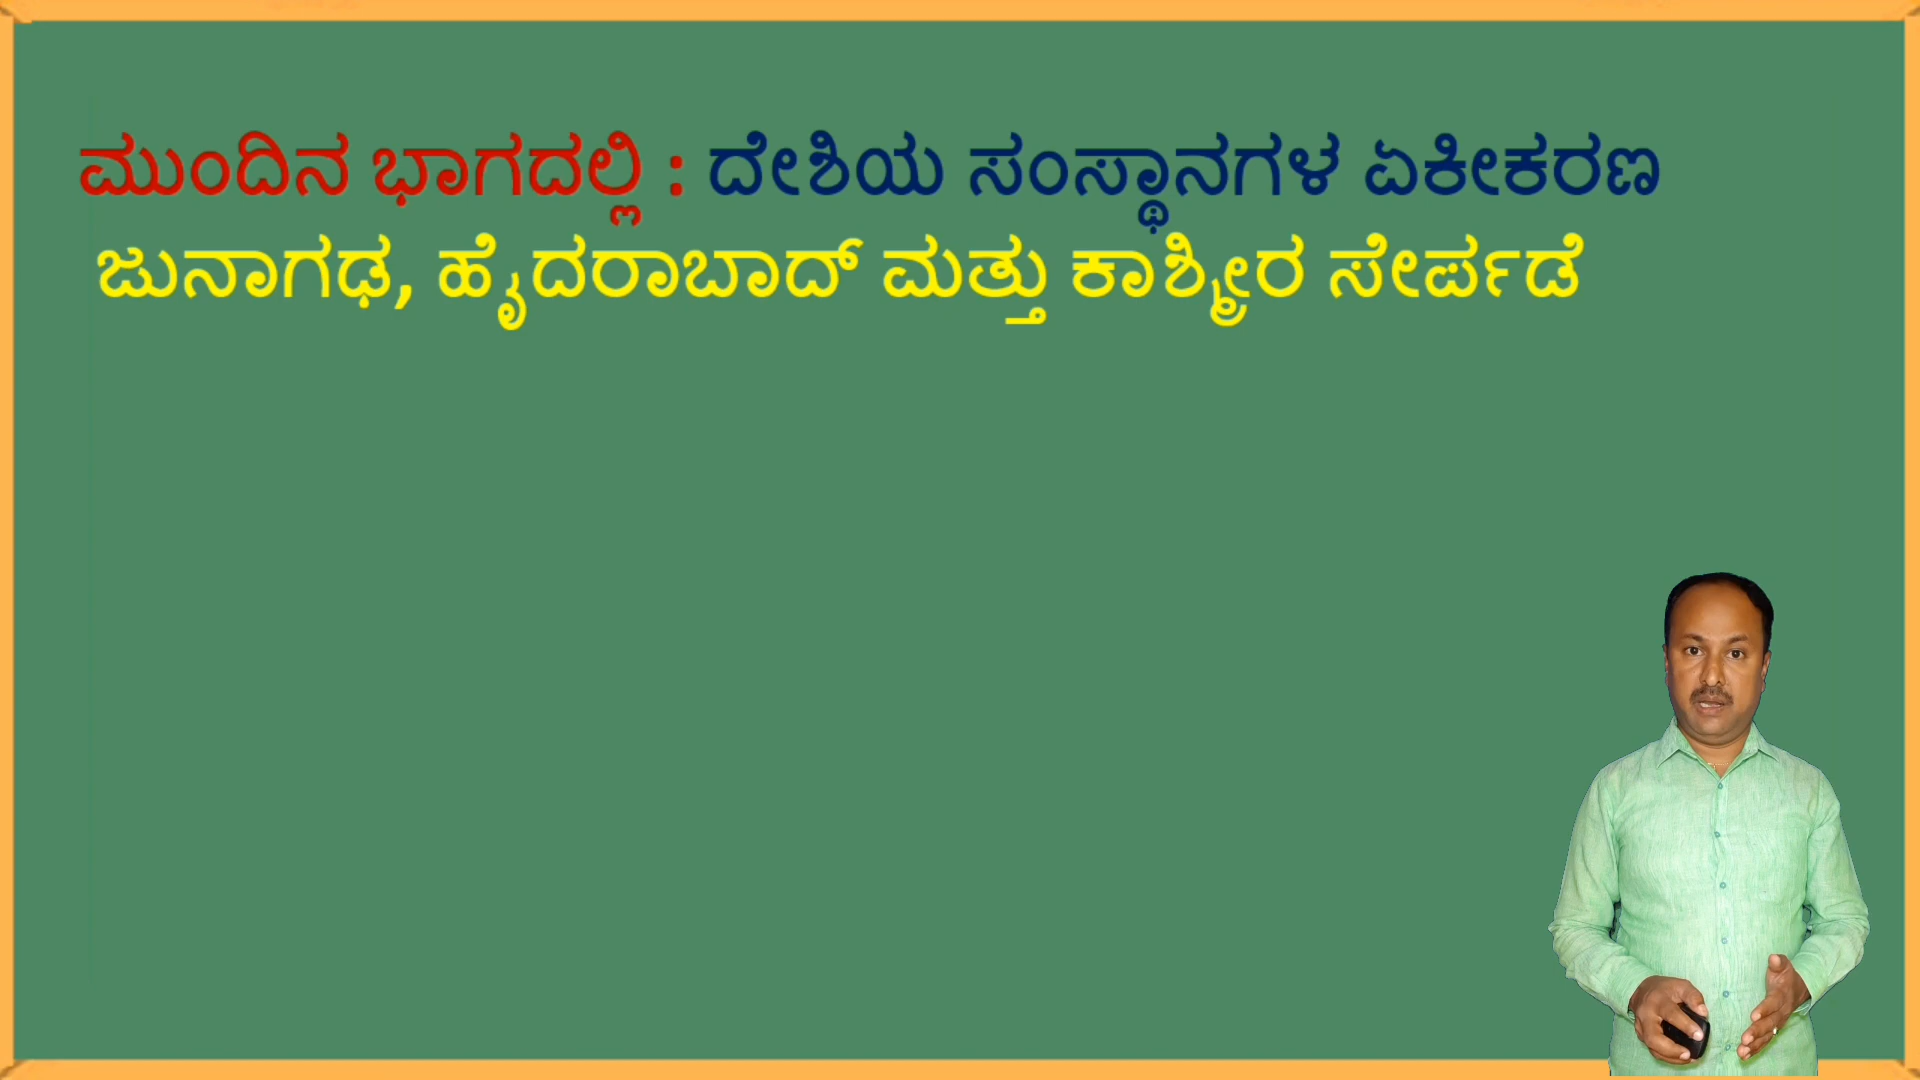 ಮುಂದಿನ ಭಾಗದಲ್ಲಿ : ದೇಶಿಯ ಸಂಸ್ಥಾನಗಳ ಏಕೀಕರಣ
ಜುನಾಗಢ, ಹೈದರಾಬಾದ್ ಮತ್ತು ಕಾಶ್ಮೀರ ಸೇರ್ಪಡೆ